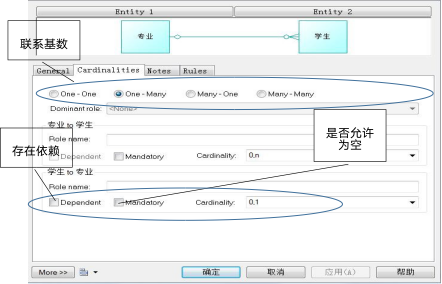 Entity 1 Entity 2
联系基数
专业 学生
General Cardinalities Notes Rules
One - One One - Many Many - One Many - Many
Dominant role: <None>
专业 to 学生
是否允许
为空
Role name:
存在依赖
Dependent Mandatory Cardinality: 0,n
学生 to 专业
Role name:
Dependent Mandatory Cardinality: 0,1
More >> 确定 取消 应用(A) 帮助